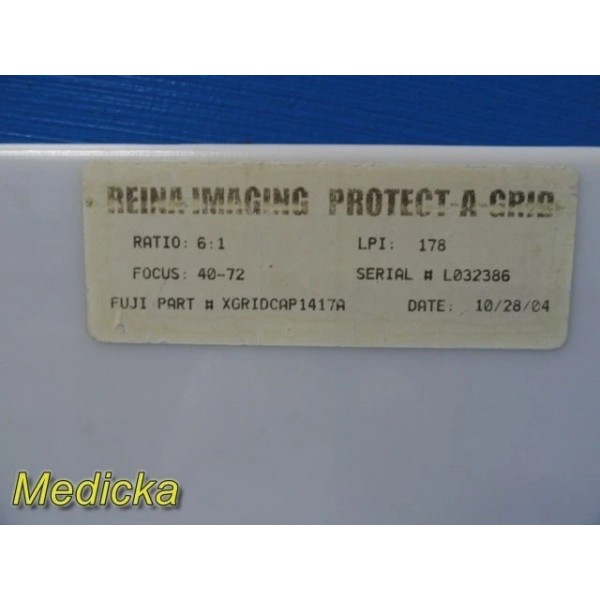 REINA IMAGING PROTECT-A-GRID
RATIO: 6:1 LPI: 178
FOCUS: 40-72 SERIAL # L032386
FUJI PART # XGRIDCAP1417A DATE: 10/28/04
Medicka